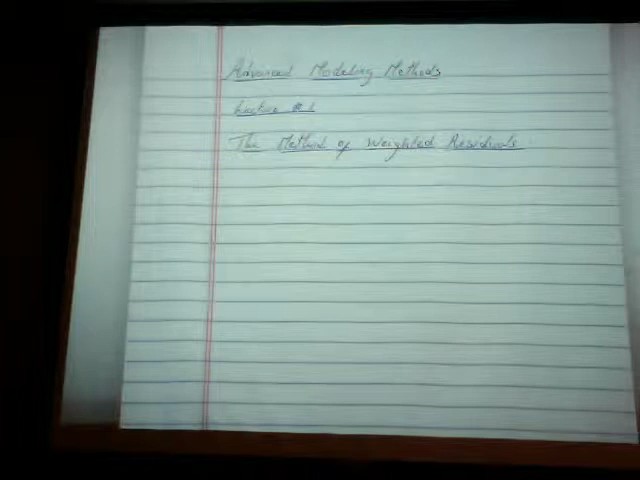 Advanced Modeling Methods
Lecture # 1
The Method of Weighted Residuals